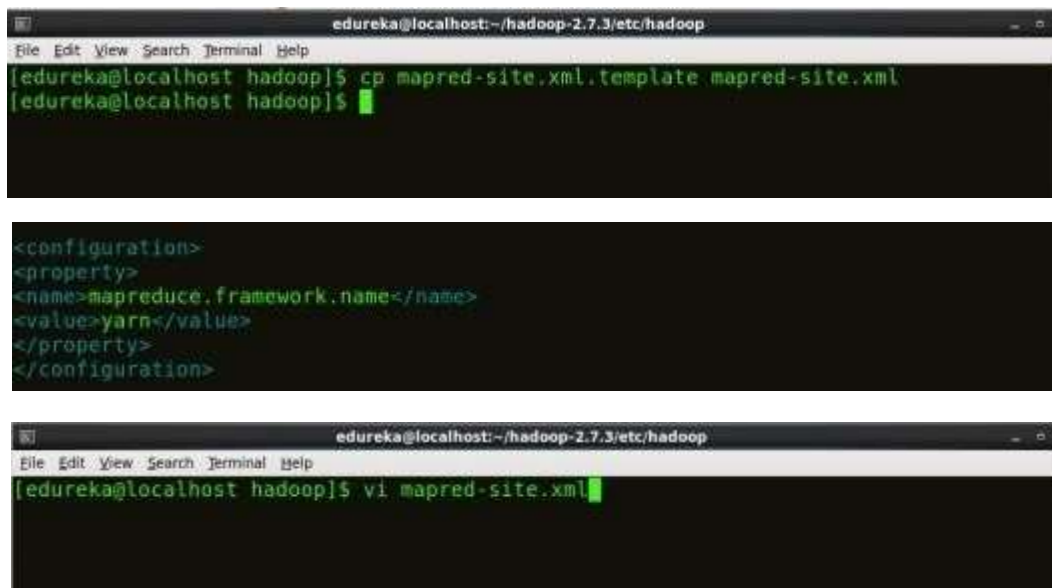 edureka@localhost:~/hadoop-2.7.3/etc/hadoop
File Edit View Search Terminal Help
[edureka@localhost hadoop]$ cp mapred-site.xml.template mapred-site.xml
[edureka@localhost hadoop]$
<configuration>
<property>
<name>mapreduce.framework.name</name>
<value>yarn</value>
</property>
</configuration>
edureka@localhost:~/hadoop-2.7.3/etc/hadoop
File Edit View Search Terminal Help
[edureka@localhost hadoop]$ vi mapred-site.xml